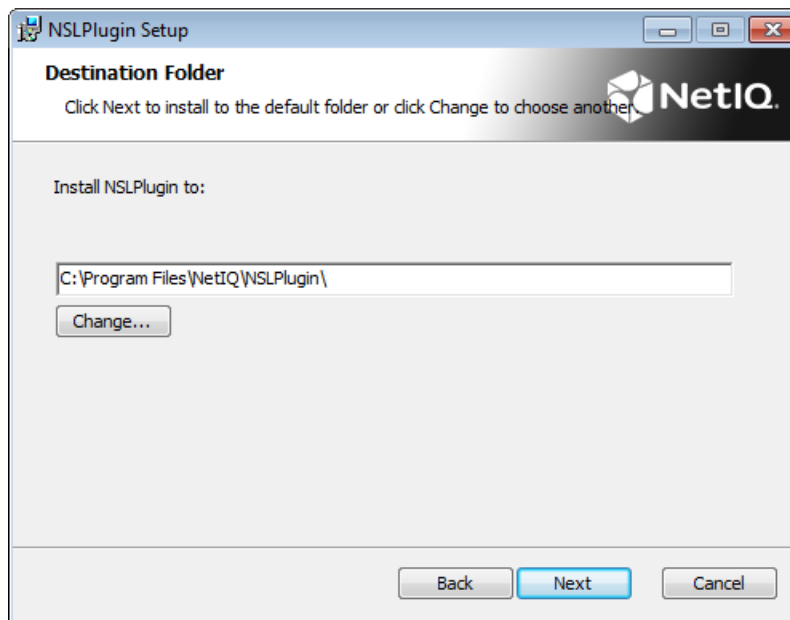 NSLPlugin Setup
Destination Folder
Click Next to install to the default folder or click Change to choose another.
NetIQ.
Install NSLPlugin to:
C:\Program Files\NetIQ\NSLPlugin\
Change...
Back Next Cancel